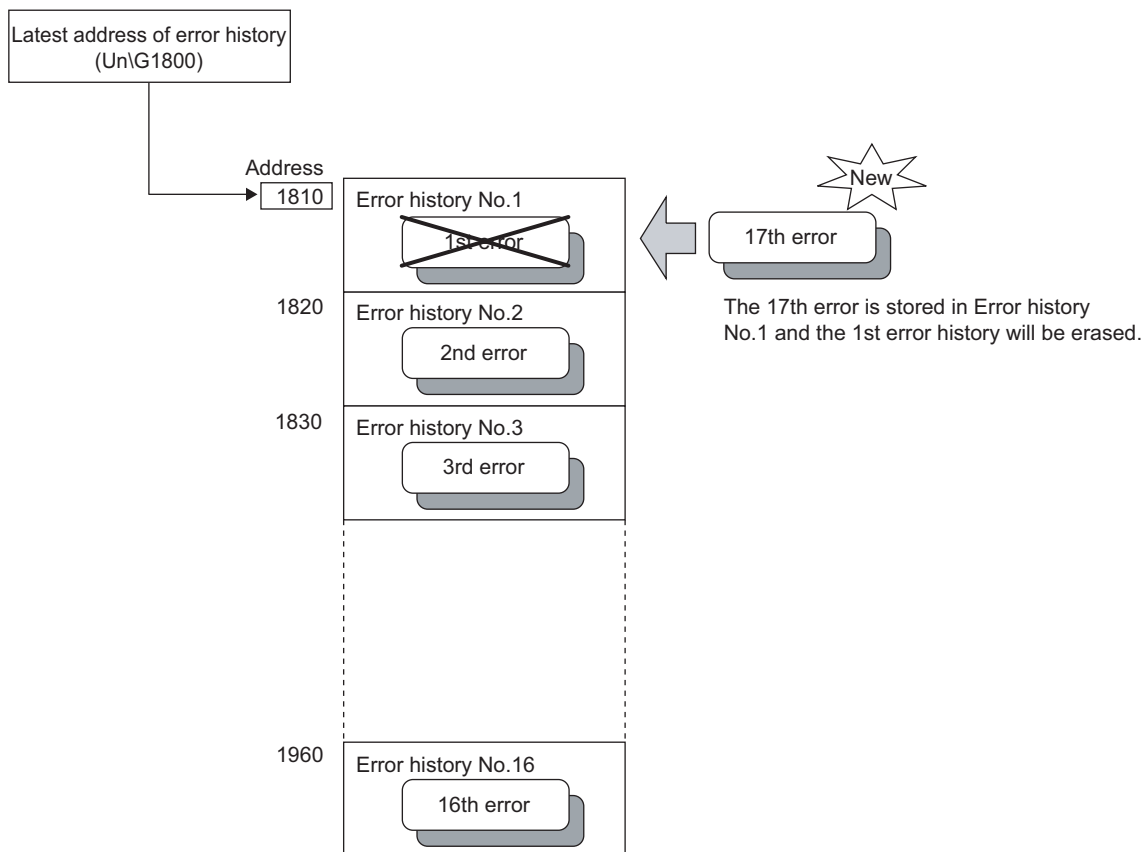 Latest address of error history
(Un\G1800)
Address
1810
Error history No.1
1st error
New
17th error
The 17th error is stored in Error history
No.1 and the 1st error history will be erased.
1820
Error history No.2
2nd error
1830
Error history No.3
3rd error
1960
Error history No.16
16th error